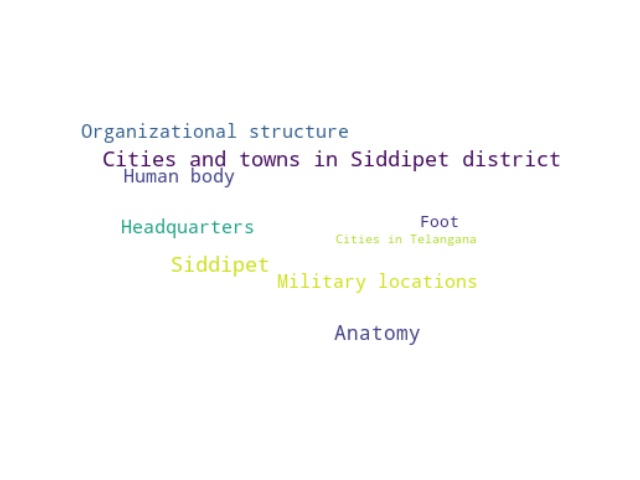 Organizational structure
Cities and towns in Siddipet district
Human body
Foot
Headquarters
Cities in Telangana
Siddipet
Military locations
Anatomy